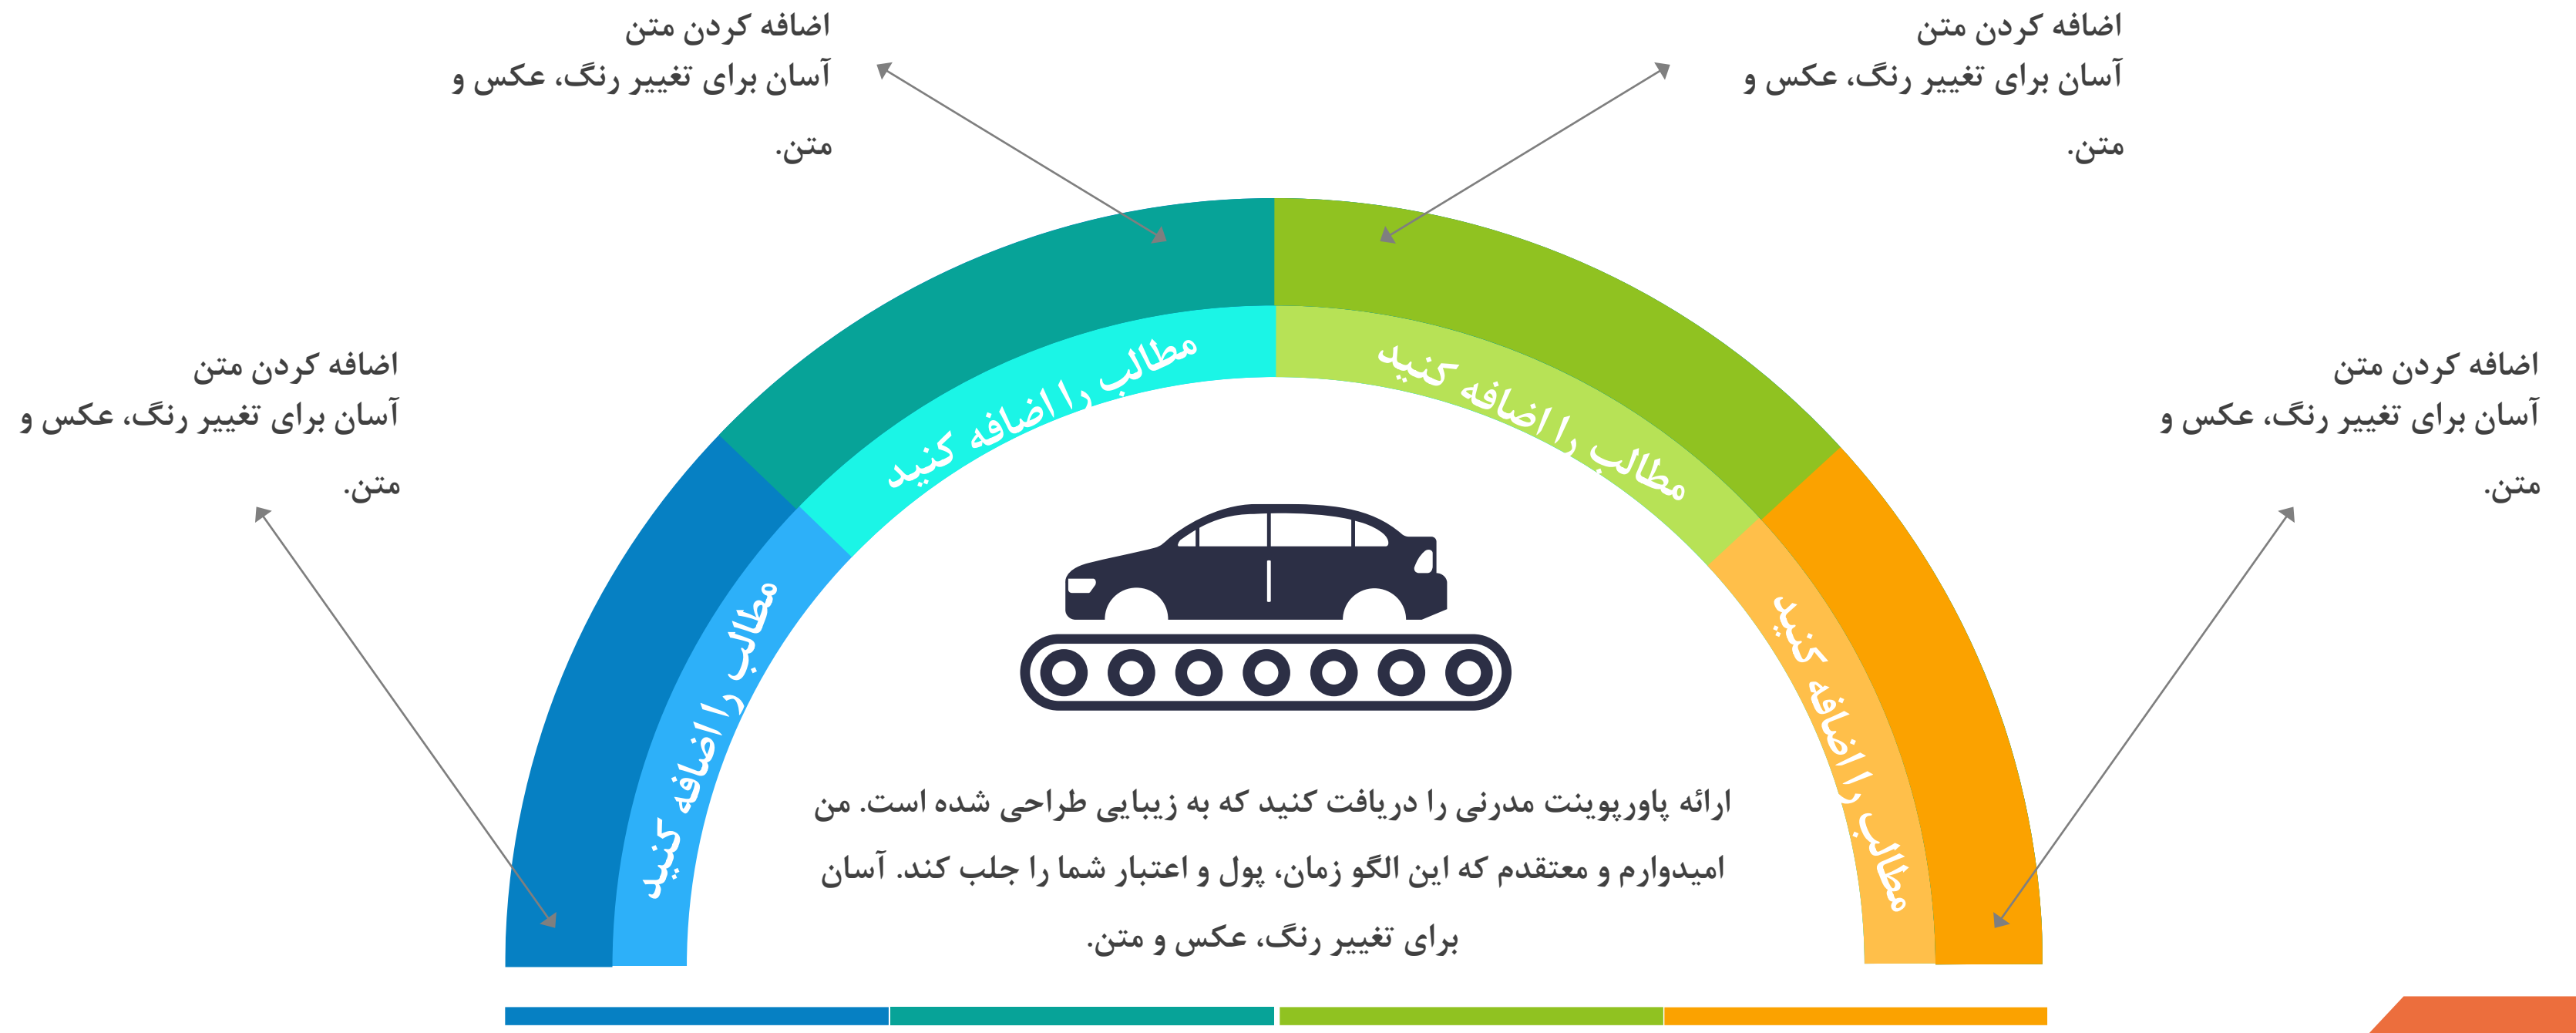 اضافه کردن متن
آسان برای تغییر رنگ، عکس و
متن.
اضافه کردن متن
آسان برای تغییر رنگ، عکس و
متن.
اضافه کردن متن
آسان برای تغییر رنگ، عکس و
متن.
اضافه کردن متن
آسان برای تغییر رنگ، عکس و
متن.
مطالب را اضافه کنید
مطالب را اضافه کنید
مطالب را اضافه کنید
مطالب را اضافه کنید
ارائه پاورپوینت مدرنی را دریافت کنید که به زیبایی طراحی شده است. من
امیدوارم و معتقدم که این الگو زمان، پول و اعتبار شما را جلب کند. آسان
برای تغییر رنگ، عکس و متن.